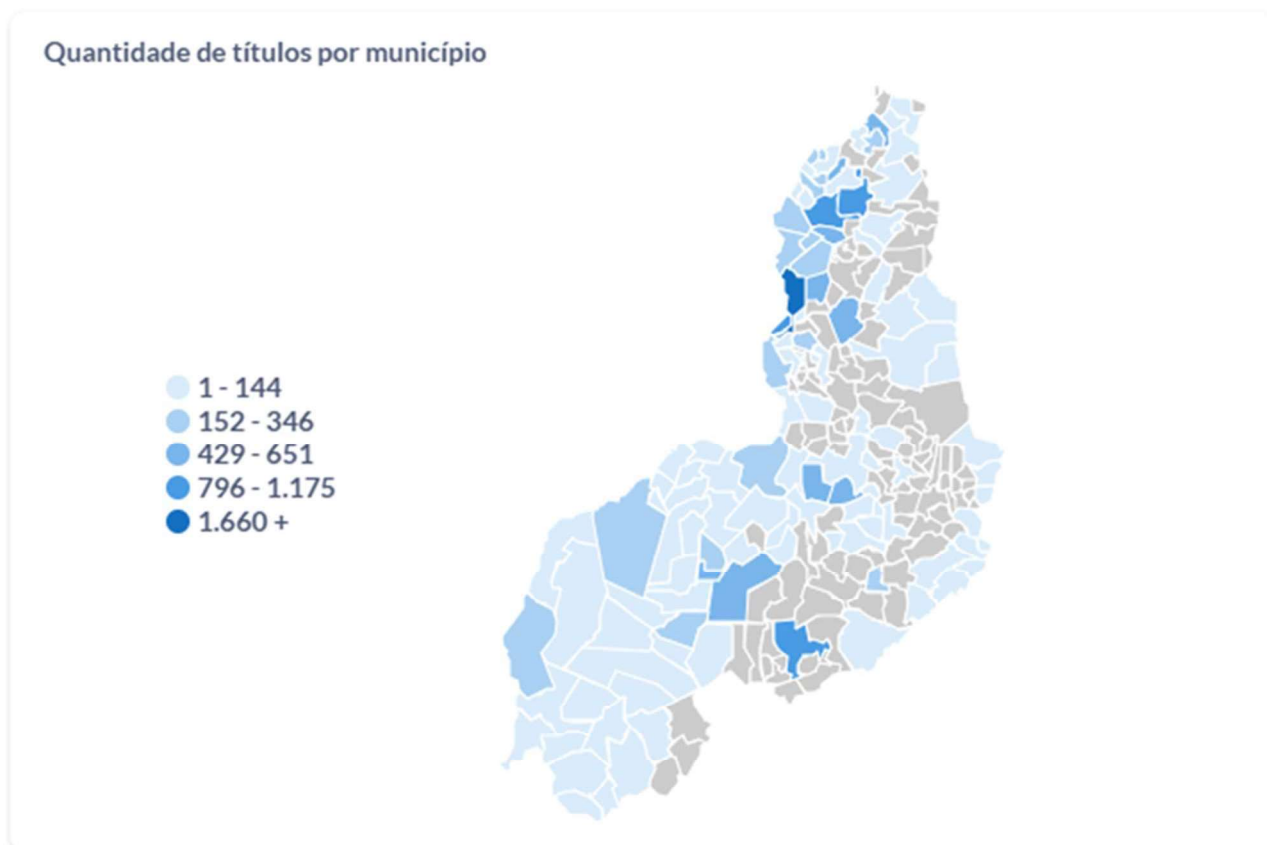 Quantidade de títulos por município
1 - 144
152 - 346
429 - 651
796 - 1.175
1.660 +